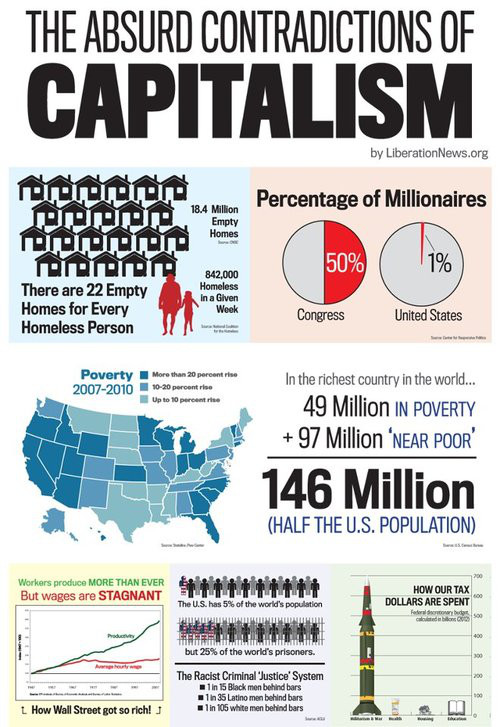 THE ABSURD CONTRADICTIONS OF
CAPITALISM
by LiberationNews.org
18.4 Million
Empty
Homes
Source: CNBC
There are 22 Empty
Homes for Every
Homeless Person
842,000
Homeless
in a Given
Week
Source: National Coalition
for the Homeless
Percentage of Millionaires
50%
1%
Congress
United States
Source: Center for Responsive Politics
Poverty
2007-2010
More than 20 percent rise
10-20 percent rise
Up to 10 percent rise
In the richest country in the world...
49 Million IN POVERTY
+ 97 Million ‘NEAR POOR’
146 Million
(HALF THE U.S. POPULATION)
Source: U.S. Census Bureau
Workers produce MORE THAN EVER
But wages are STAGNANT
Productivity
Average hourly wage
How Wall Street got so rich!
The U.S. has 5% of the world's population
but 25% of the world's prisoners.
The Racist Criminal ‘Justice’ System
1 in 15 Black men behind bars
1 in 35 Latino men behind bars
1 in 105 white men behind bars
Source: ACLU
HOW OUR TAX
DOLLARS ARE SPENT
Federal discretionary budget,
calculated in billions (2012)
700
600
500
400
300
200
100
0
Militarism & War
Health
Housing
Education